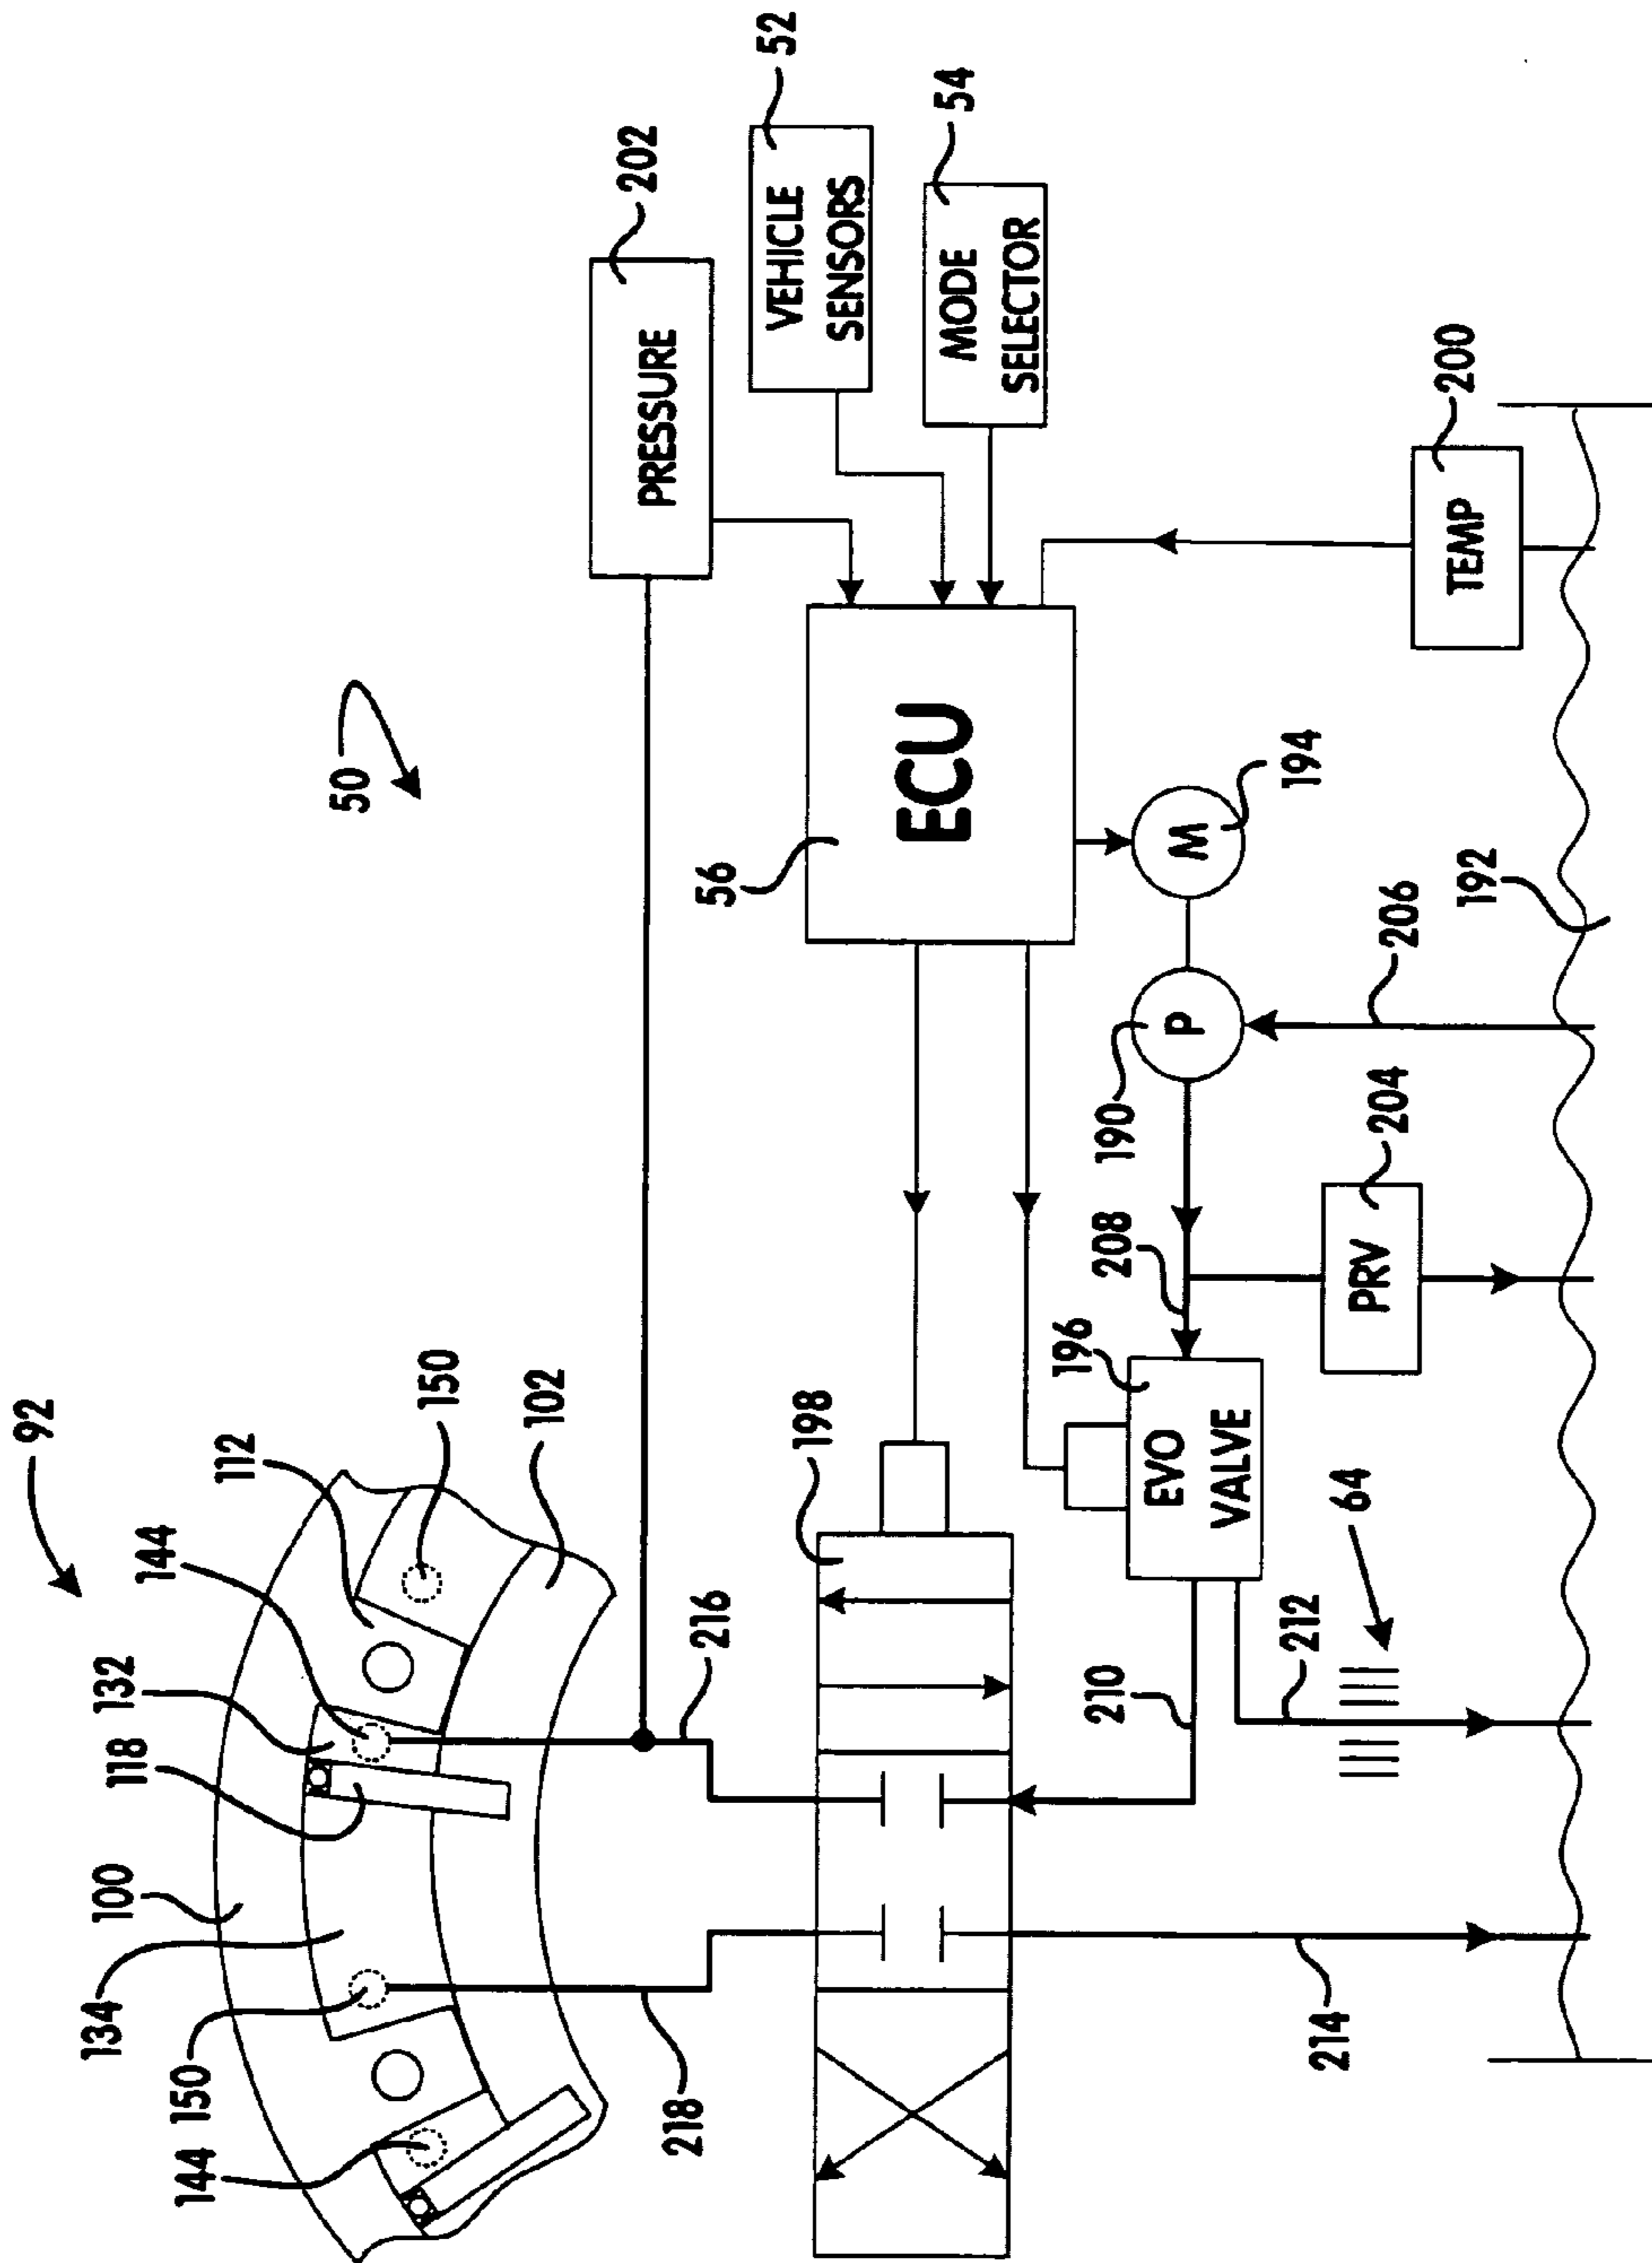 92
134
100
118
132
144
112
150
144
150
102
50
202
PRESSURE
218
216
56
52
VEHICLE
SENSORS
198
ECU
54
MODE
SELECTOR
196
208
190
EVO
VALVE
P
M
210
194
212
64
214
PRV
204
206
TEMP
200
192